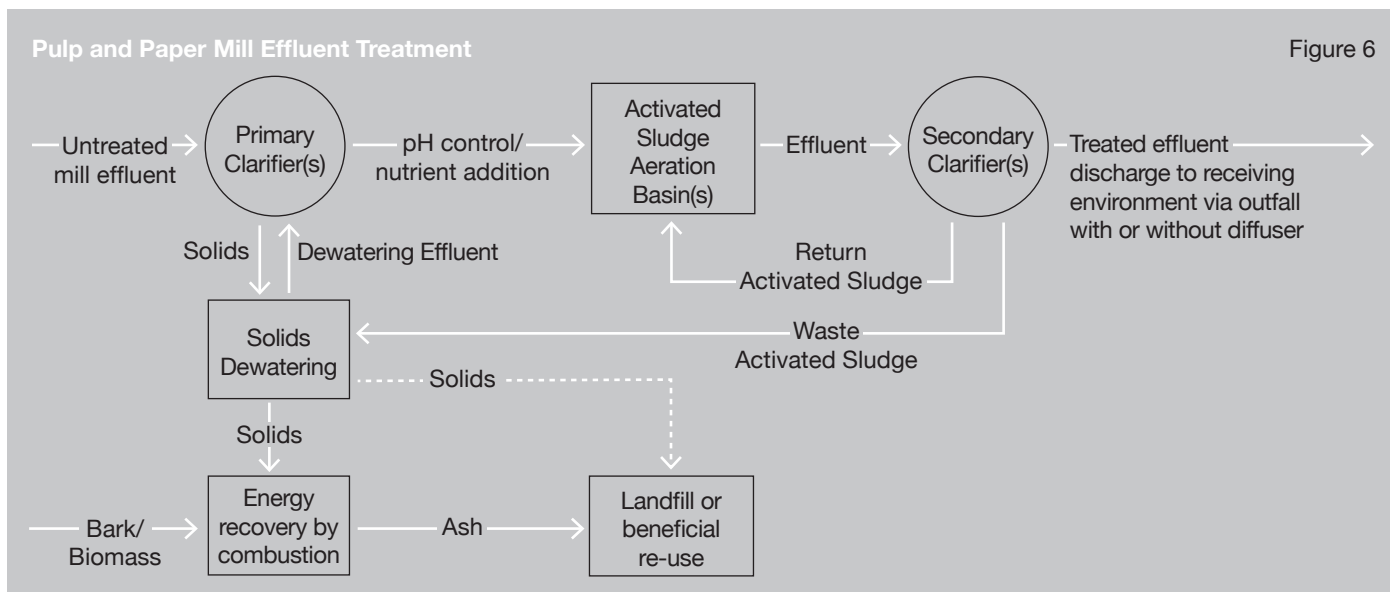 Pulp and Paper Mill Effluent Treatment
Figure 6
Untreated
mill effluent
Primary
Clarifier(s)
pH control/
nutrient addition
Activated
Sludge
Aeration
Basin(s)
Effluent
Secondary
Clarifier(s)
Treated effluent
discharge to receiving
environment via outfall
with or without diffuser
Solids
Dewatering Effluent
Return
Activated Sludge
Solids
Dewatering
Waste
Activated Sludge
Solids
Solids
Bark/
Biomass
Energy
recovery by
combustion
Ash
Landfill or
beneficial
re-use